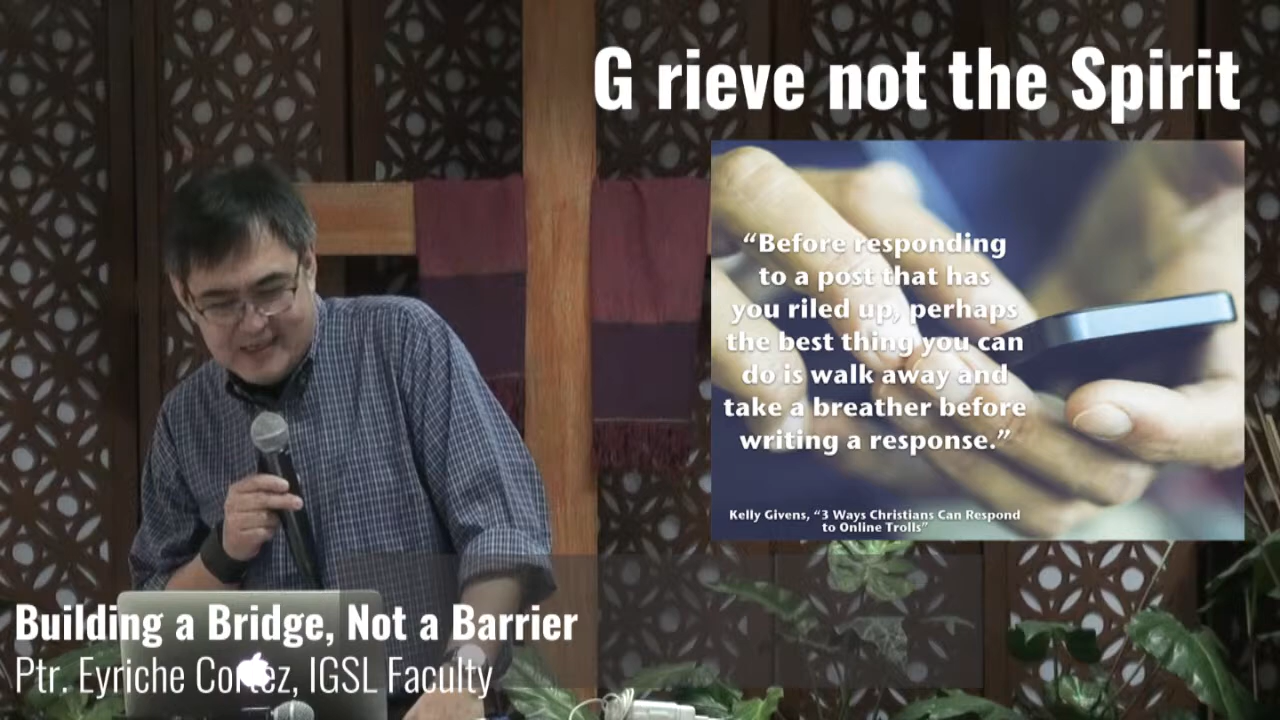 G rieve not the Spirit
“Before responding
to a post that has
you riled up, perhaps
the best thing you can
do is walk away and
take a breather before
writing a response.”
Kelly Givens, “3 Ways Christians Can Respond
to Online Trolls”
Building a Bridge, Not a Barrier
Ptr. Eyriche Cortez, IGSL Faculty